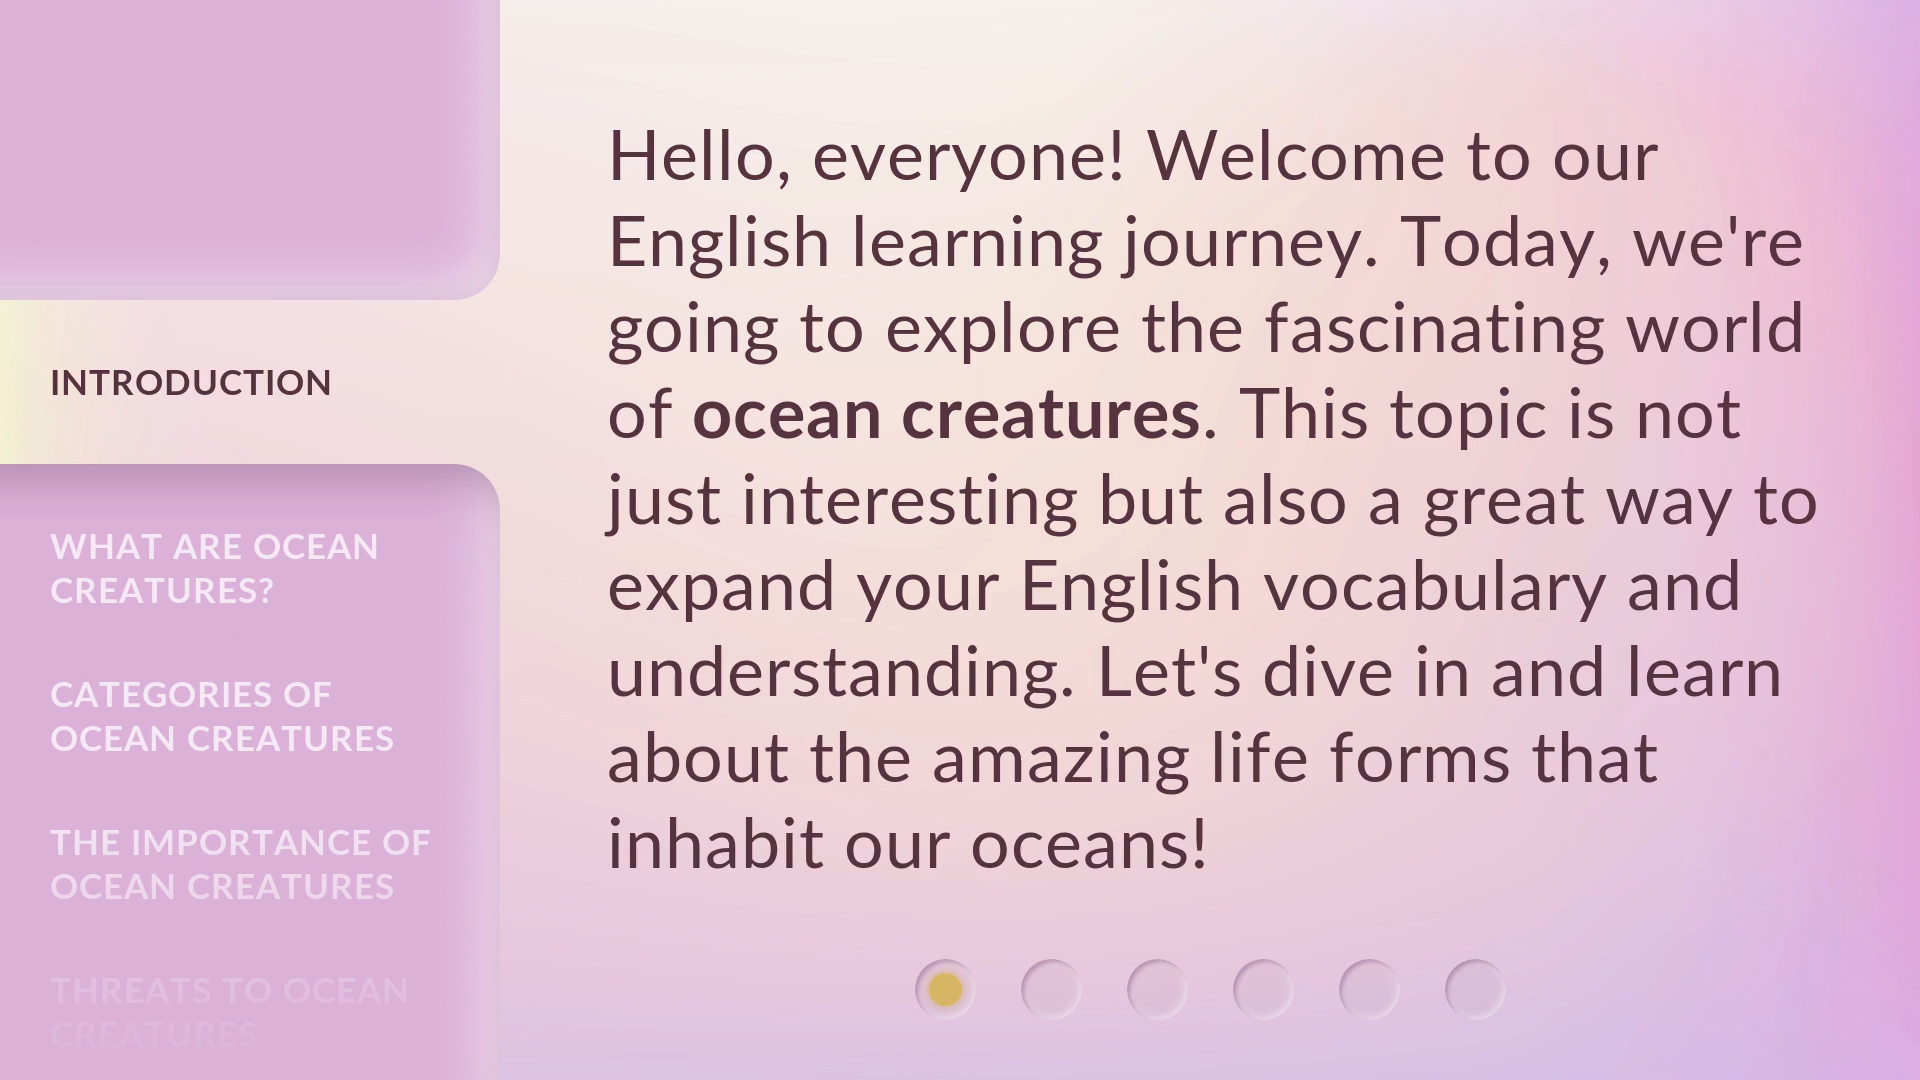 INTRODUCTION
WHAT ARE OCEAN
CREATURES?
CATEGORIES OF
OCEAN CREATURES
THE IMPORTANCE OF
OCEAN CREATURES
THREATS TO OCEAN
CREATURES
Hello, everyone! Welcome to our
English learning journey. Today, we're
going to explore the fascinating world
of ocean creatures. This topic is not
just interesting but also a great way to
expand your English vocabulary and
understanding. Let's dive in and learn
about the amazing life forms that
inhabit our oceans!